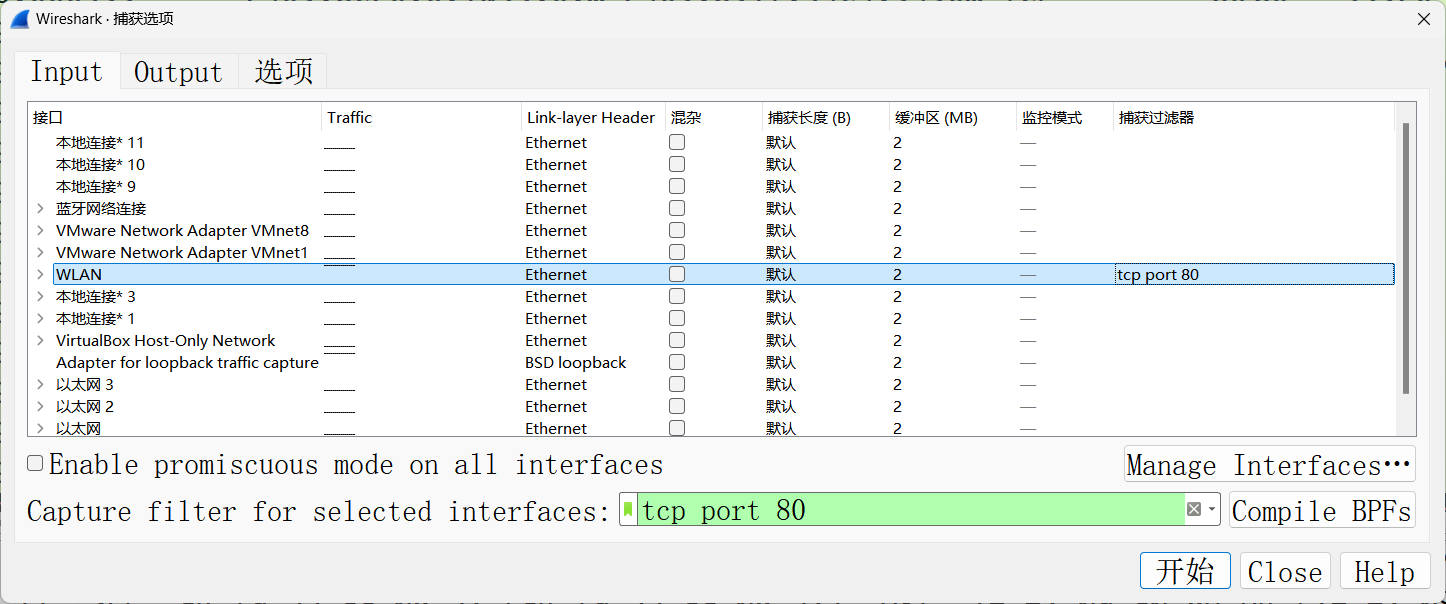 Wireshark · 捕获选项
Input Output 选项
接口 Traffic Link-layer Header 混杂 捕获长度 (B) 缓冲区 (MB) 监控模式 捕获过滤器
本地连接* 11 Ethernet 默认 2 —
本地连接* 10 Ethernet 默认 2 —
本地连接* 9 Ethernet 默认 2 —
蓝牙网络连接 Ethernet 默认 2 —
VMware Network Adapter VMnet8 Ethernet 默认 2 —
VMware Network Adapter VMnet1 Ethernet 默认 2 —
WLAN Ethernet 默认 2 — tcp port 80
本地连接* 3 Ethernet 默认 2 —
本地连接* 1 Ethernet 默认 2 —
VirtualBox Host-Only Network Ethernet 默认 2 —
Adapter for loopback traffic capture BSD loopback 默认 2 —
以太网 3 Ethernet 默认 2 —
以太网 2 Ethernet 默认 2 —
以太网 Ethernet 默认 2 —
Enable promiscuous mode on all interfaces Manage Interfaces…
Capture filter for selected interfaces: tcp port 80 Compile BPFs
开始 Close Help